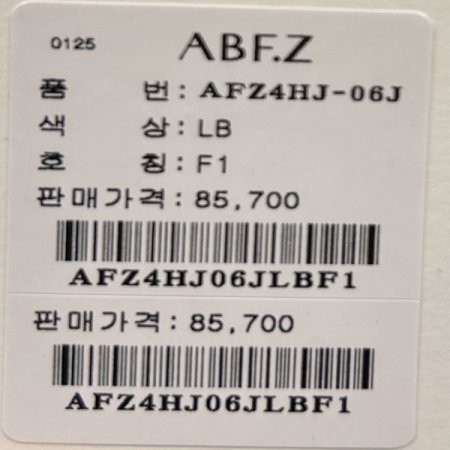 0125 ABF.Z
품 번 : AFZ4HJ-06J
색 상 : LB
호 칭 : F1
판매가격 : 85,700
AFZ4HJ06JLBF1
판매가격 : 85,700
AFZ4HJ06JLBF1